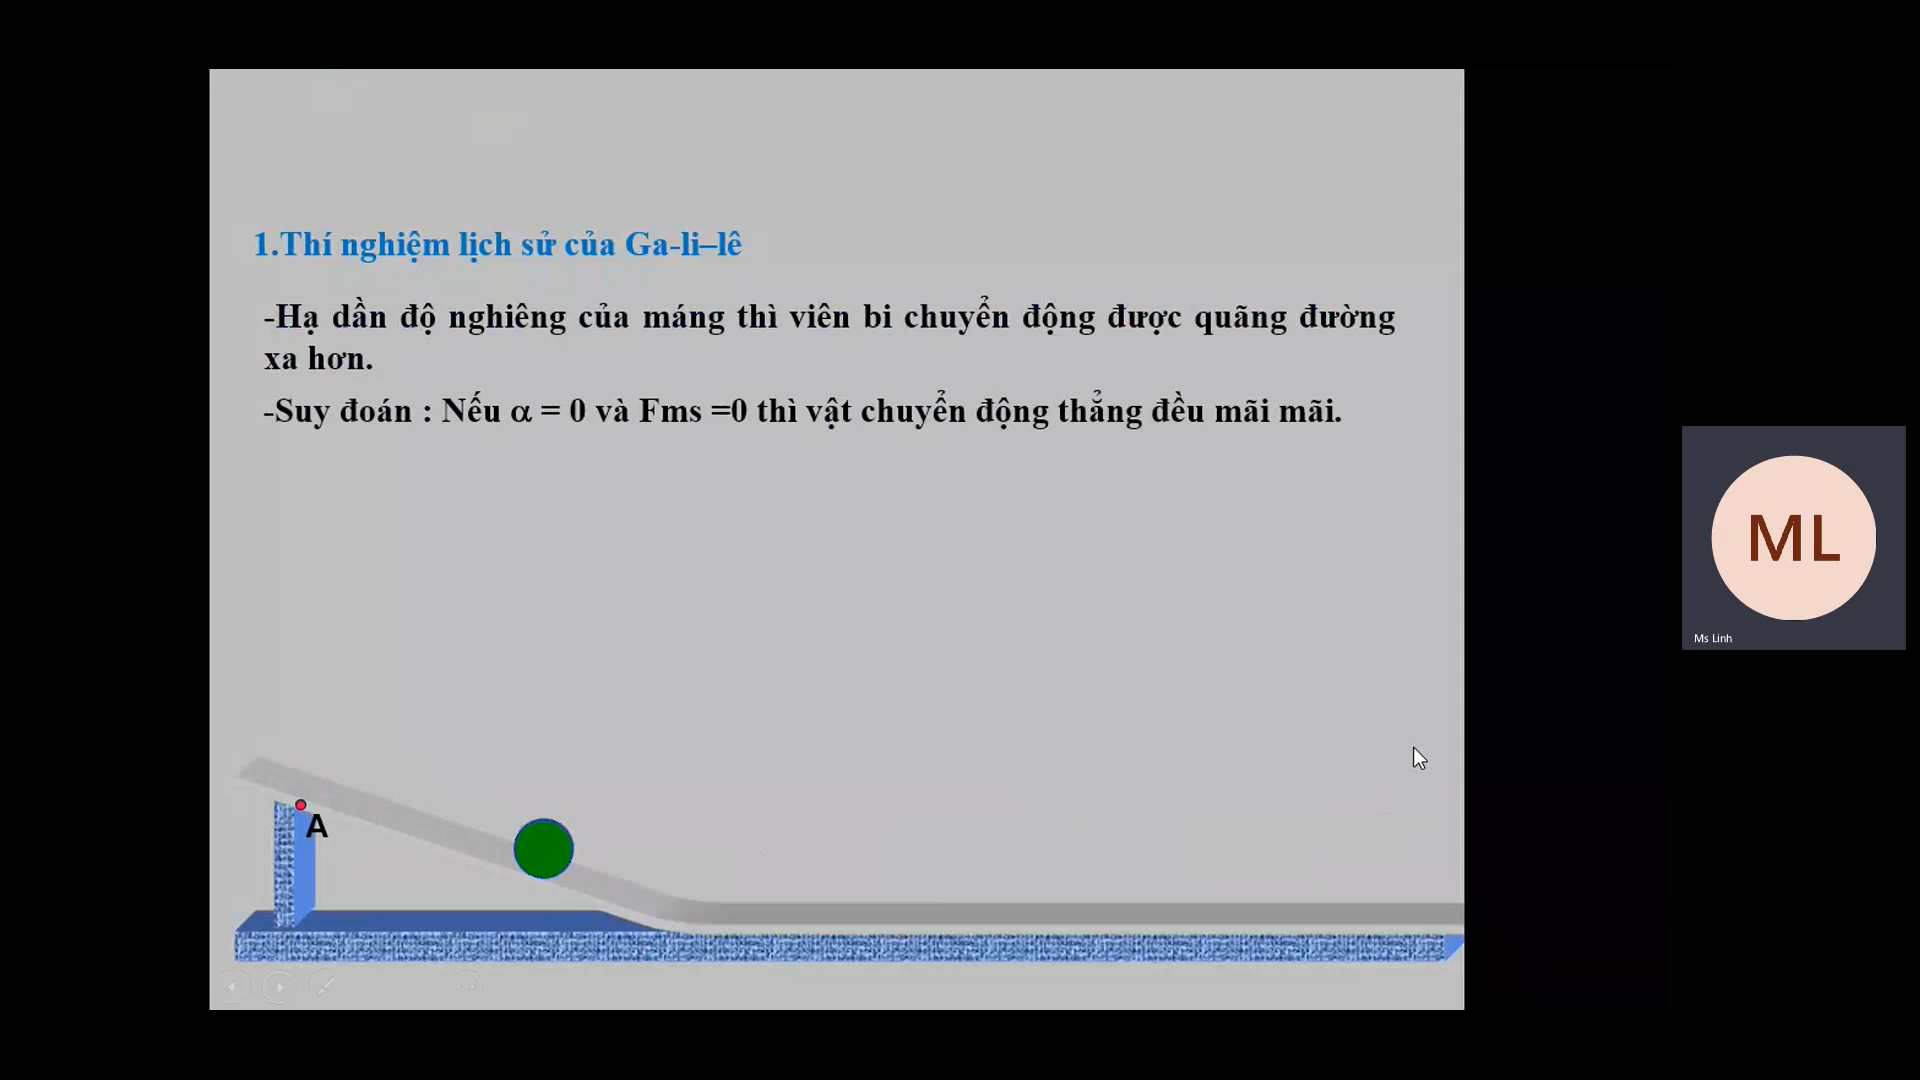 1.Thí nghiệm lịch sử của Ga-li–lê
-Hạ dần độ nghiêng của máng thì viên bi chuyển động được quãng đường
xa hơn.
-Suy đoán : Nếu α = 0 và Fms =0 thì vật chuyển động thẳng đều mãi mãi.
ML
Ms Linh
A